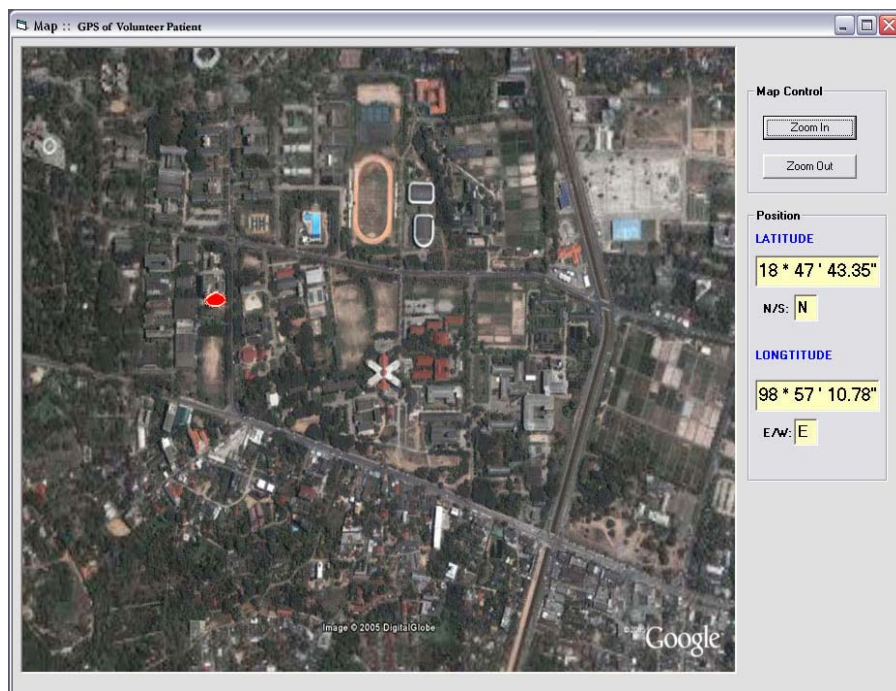 Map :: GPS of Volunteer Patient
Map Control
Zoom In
Zoom Out
Position
LATITUDE
18 * 47 ' 43.35"
N/S: N
LONGTITUDE
98 * 57 ' 10.78"
E/W: E
Image © 2005 DigitalGlobe
Google